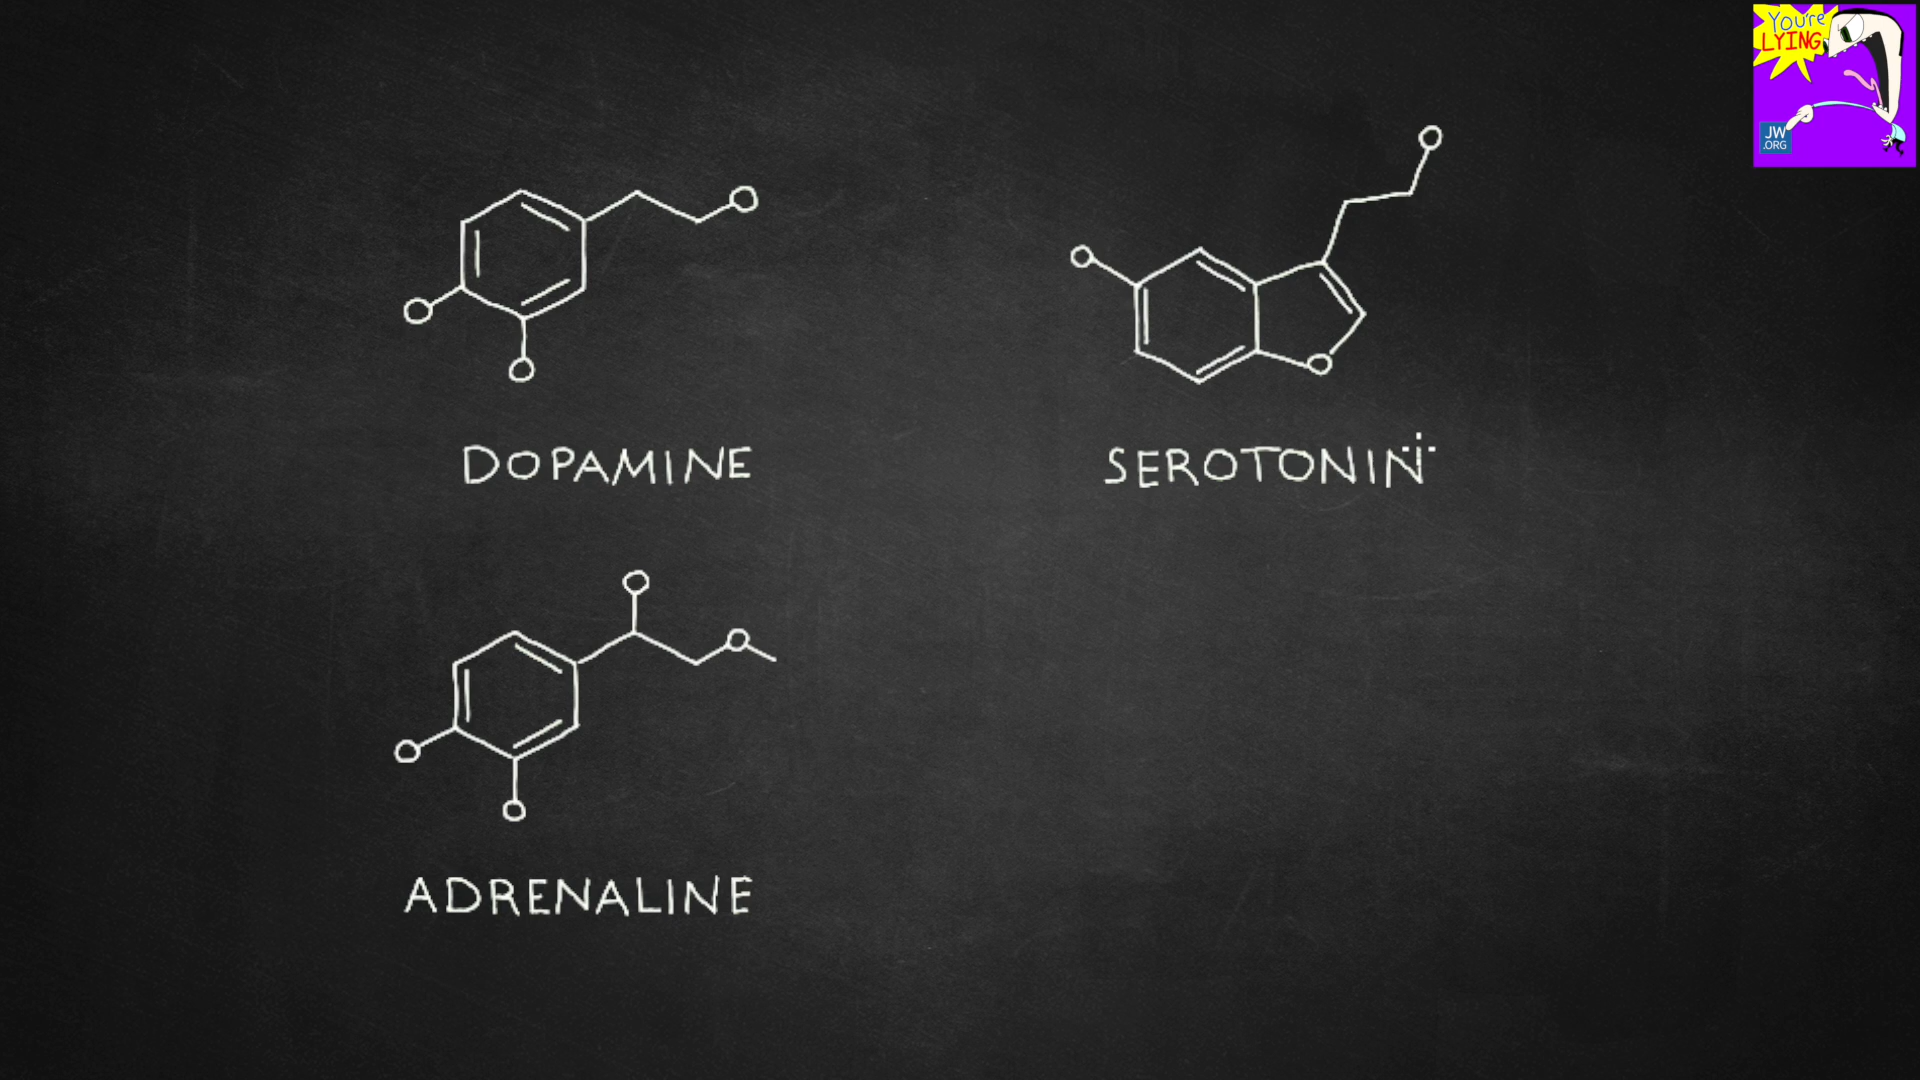 You're
LYING
JW
.ORG
DOPAMINE
SEROTONIN
ADRENALINE